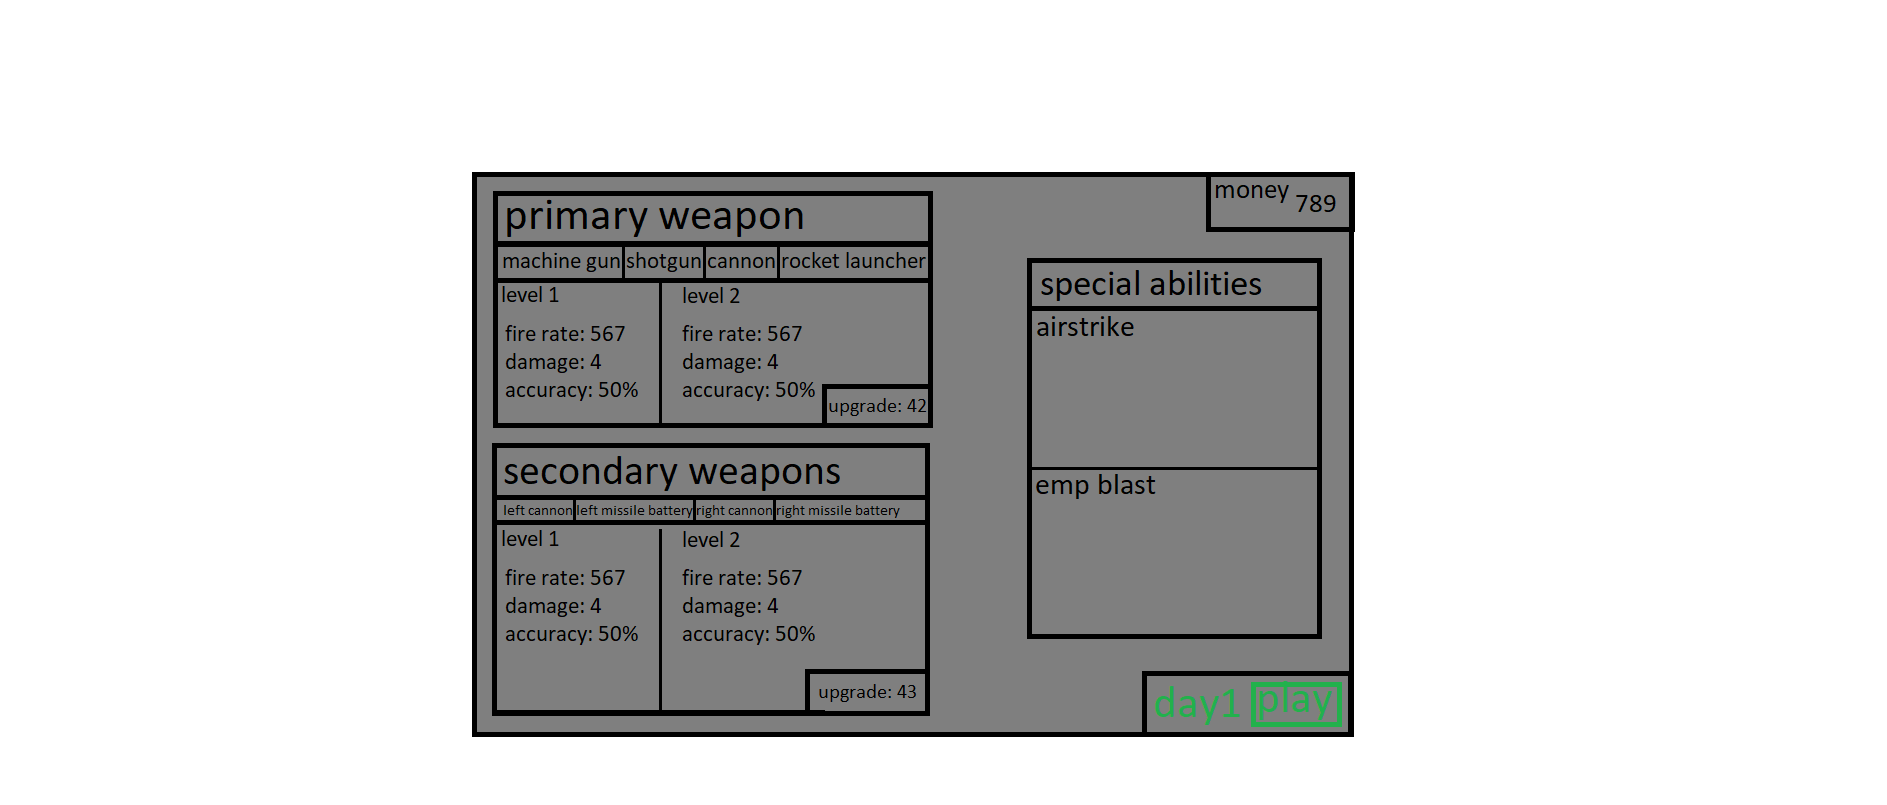 primary weapon
machine gun shotgun cannon rocket launcher
level 1
fire rate: 567
damage: 4
accuracy: 50%
level 2
fire rate: 567
damage: 4
accuracy: 50%
upgrade: 42
secondary weapons
left cannon left missile battery right cannon right missile battery
level 1
fire rate: 567
damage: 4
accuracy: 50%
level 2
fire rate: 567
damage: 4
accuracy: 50%
upgrade: 43
money 789
special abilities
airstrike
emp blast
day1 play